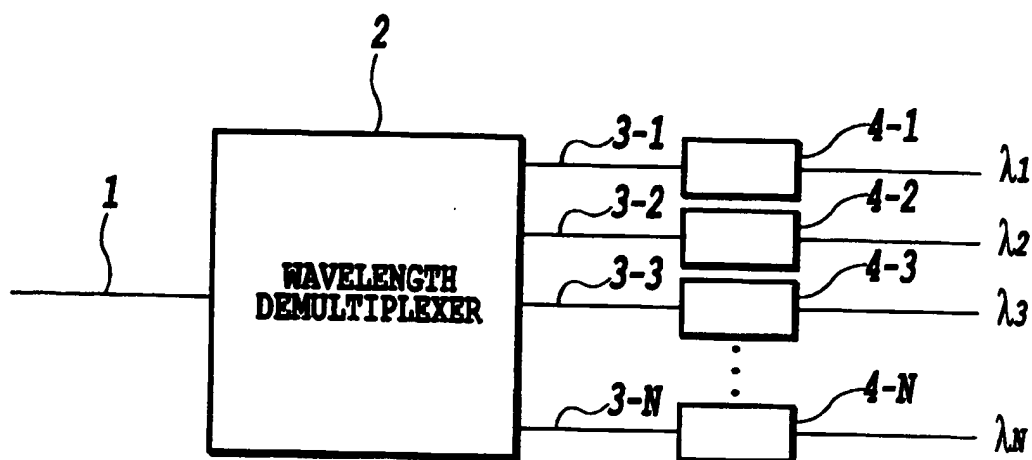 2
3-1
4-1
λ1
1
3-2
4-2
λ2
WAVELENGTH
DEMULTIPLEXER
3-3
4-3
λ3
3-N
4-N
λN